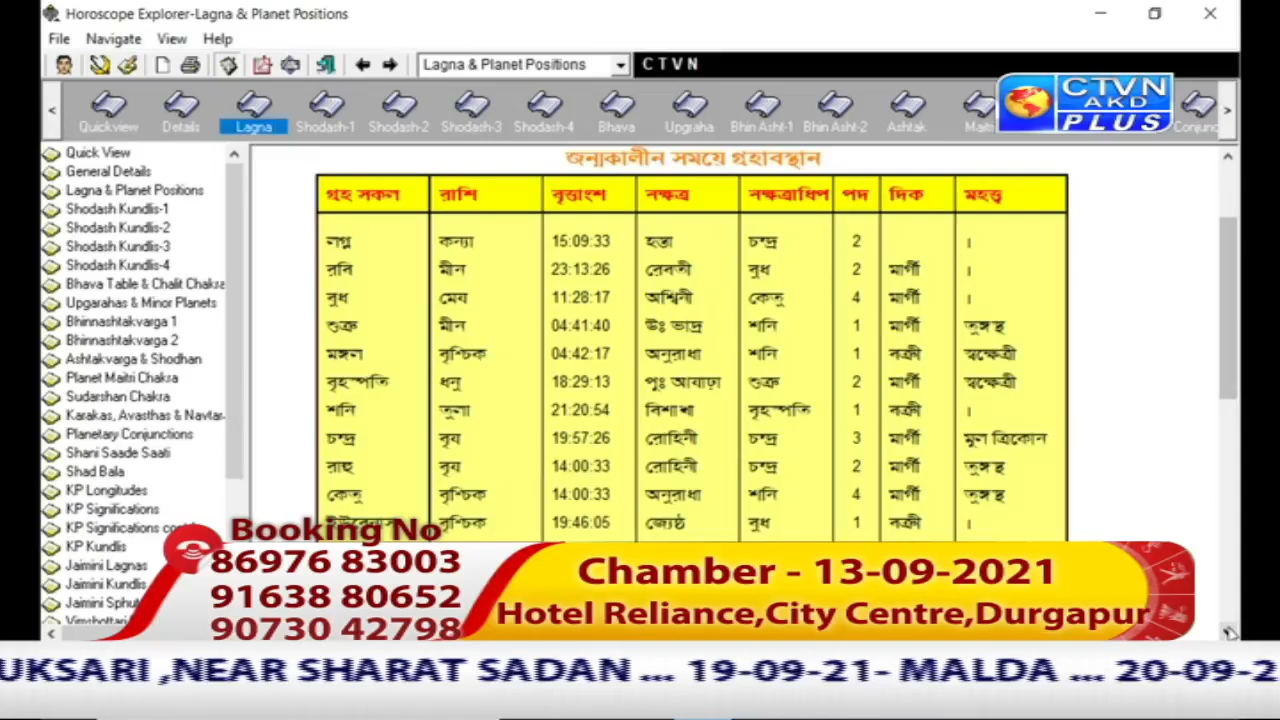 Horoscope Explorer-Lagna & Planet Positions
File Navigate View Help
Lagna & Planet Positions
CTVN
CTVN
AKD
PLUS
Quickview Details Lagna Shodash-1 Shodash-2 Shodash-3 Shodash-4 Bhava Upgraha Bhin Asht-1 Bhin Asht-2 Ashtak
Quick View
General Details
Lagna & Planet Positions
Shodash Kundlis-1
Shodash Kundlis-2
Shodash Kundlis-3
Shodash Kundlis-4
Bhava Table & Chalit Chakra
Upgarahas & Minor Planets
Bhinnashtakvarga 1
Bhinnashtakvarga 2
Ashtakvarga & Shodhan
Planet Maitri Chakra
Sudarshan Chakra
Karakas, Avasthas & Navtar
Planetary Conjunctions
Shani Saade Saati
Shad Bala
KP Longitudes
KP Significations
KP Significations
KP Kundlis
Jaimini Lagnas
Jaimini Kundli
Jaimini Sphut
জন্মকালীন সময়ে গ্রহাবস্থান
গ্রহ সকল রাশি বৃত্তাংশ নক্ষত্র নক্ষত্রাধিপ পদ দিক মহত্ত্ব
লগ্ন কন্যা 15:09:33 হস্তা চন্দ্র 2 ।
রবি মীন 23:13:26 রেবতী বুধ 2 মার্গী ।
বুধ মেষ 11:28:17 অশ্বিনী কেতু 4 মার্গী ।
শুক্র মীন 04:41:40 উঃ ভাদ্র শনি 1 মার্গী তুঙ্গস্থ
মঙ্গল বৃশ্চিক 04:42:17 অনুরাধা শনি 1 বক্রী স্বক্ষেত্রী
বৃহস্পতি ধনু 18:29:13 পূঃ আষাঢ়া শুক্র 2 মার্গী স্বক্ষেত্রী
শনি তুলা 21:20:54 বিশাখা বৃহস্পতি 1 বক্রী ।
চন্দ্র বৃষ 19:57:26 রোহিনী চন্দ্র 3 মার্গী মুল ত্রিকোন
রাহু বৃষ 14:00:33 রোহিনী চন্দ্র 2 মার্গী তুঙ্গস্থ
কেতু বৃশ্চিক 14:00:33 অনুরাধা শনি 4 মার্গী তুঙ্গস্থ
ইউরেনাস বৃশ্চিক 19:46:05 জ্যেষ্ঠ বুধ 1 বক্রী ।
Booking No
86976 83003
91638 80652
90730 42798
Chamber - 13-09-2021
Hotel Reliance,City Centre,Durgapur
UKSARI ,NEAR SHARAT SADAN ... 19-09-21- MALDA ... 20-09-2